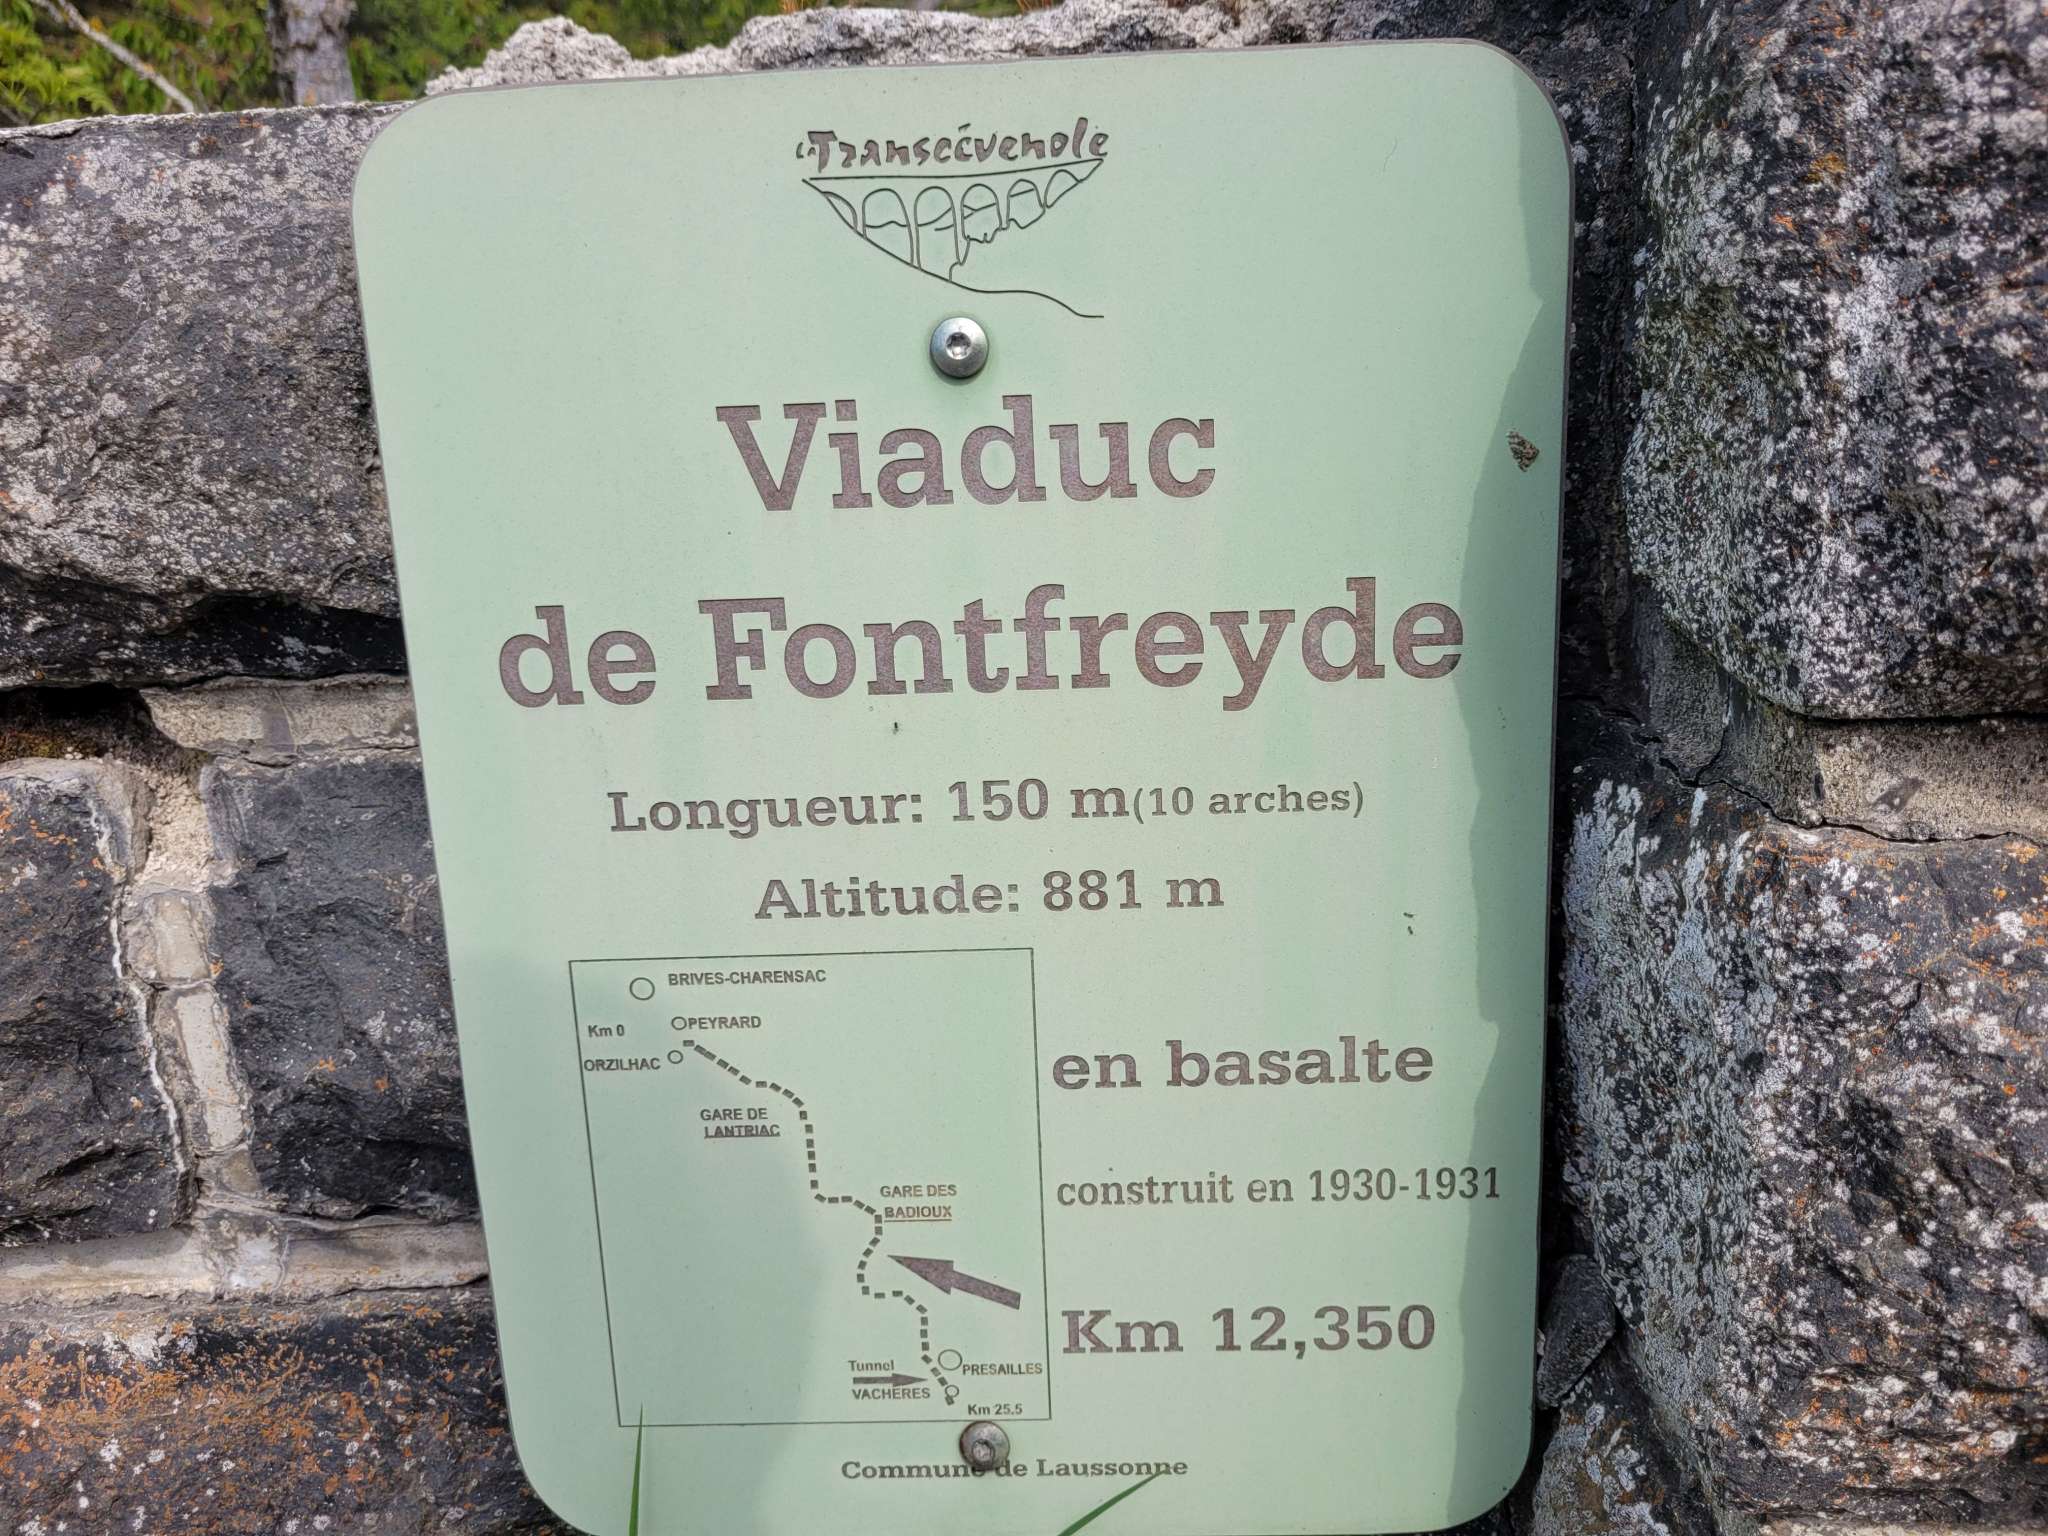 La Transcévenole
Viaduc
de Fontfreyde
Longueur: 150 m(10 arches)
Altitude: 881 m
BRIVES-CHARENSAC
PEYRARD
Km 0
ORZILHAC
GARE DE
LANTRIAC
GARE DES
BADIOUX
Tunnel
PRESAILLES
VACHERES
Km 25.5
en basalte
construit en 1930-1931
Km 12,350
Commune de Laussonne